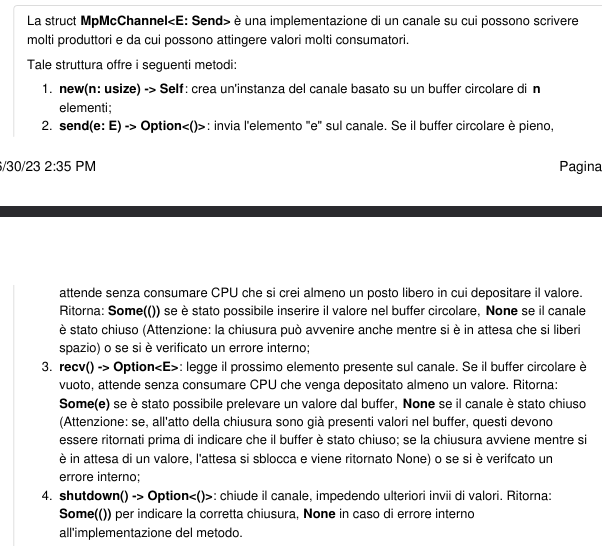 La struct MpMcChannel<E: Send> è una implementazione di un canale su cui possono scrivere
molti produttori e da cui possono attingere valori molti consumatori.
Tale struttura offre i seguenti metodi:
1. new(n: usize) -> Self: crea un'instanza del canale basato su un buffer circolare di n
elementi;
2. send(e: E) -> Option<()>: invia l'elemento "e" sul canale. Se il buffer circolare è pieno,
6/30/23 2:35 PM
Pagina
attende senza consumare CPU che si crei almeno un posto libero in cui depositare il valore.
Ritorna: Some(()) se è stato possibile inserire il valore nel buffer circolare, None se il canale
è stato chiuso (Attenzione: la chiusura può avvenire anche mentre si è in attesa che si liberi
spazio) o se si è verificato un errore interno;
3. recv() -> Option<E>: legge il prossimo elemento presente sul canale. Se il buffer circolare è
vuoto, attende senza consumare CPU che venga depositato almeno un valore. Ritorna:
Some(e) se è stato possibile prelevare un valore dal buffer, None se il canale è stato chiuso
(Attenzione: se, all'atto della chiusura sono già presenti valori nel buffer, questi devono
essere ritornati prima di indicare che il buffer è stato chiuso; se la chiusura avviene mentre si
è in attesa di un valore, l'attesa si sblocca e viene ritornato None) o se si è verifcato un
errore interno;
4. shutdown() -> Option<()>: chiude il canale, impedendo ulteriori invii di valori. Ritorna:
Some(()) per indicare la corretta chiusura, None in caso di errore interno
all'implementazione del metodo.